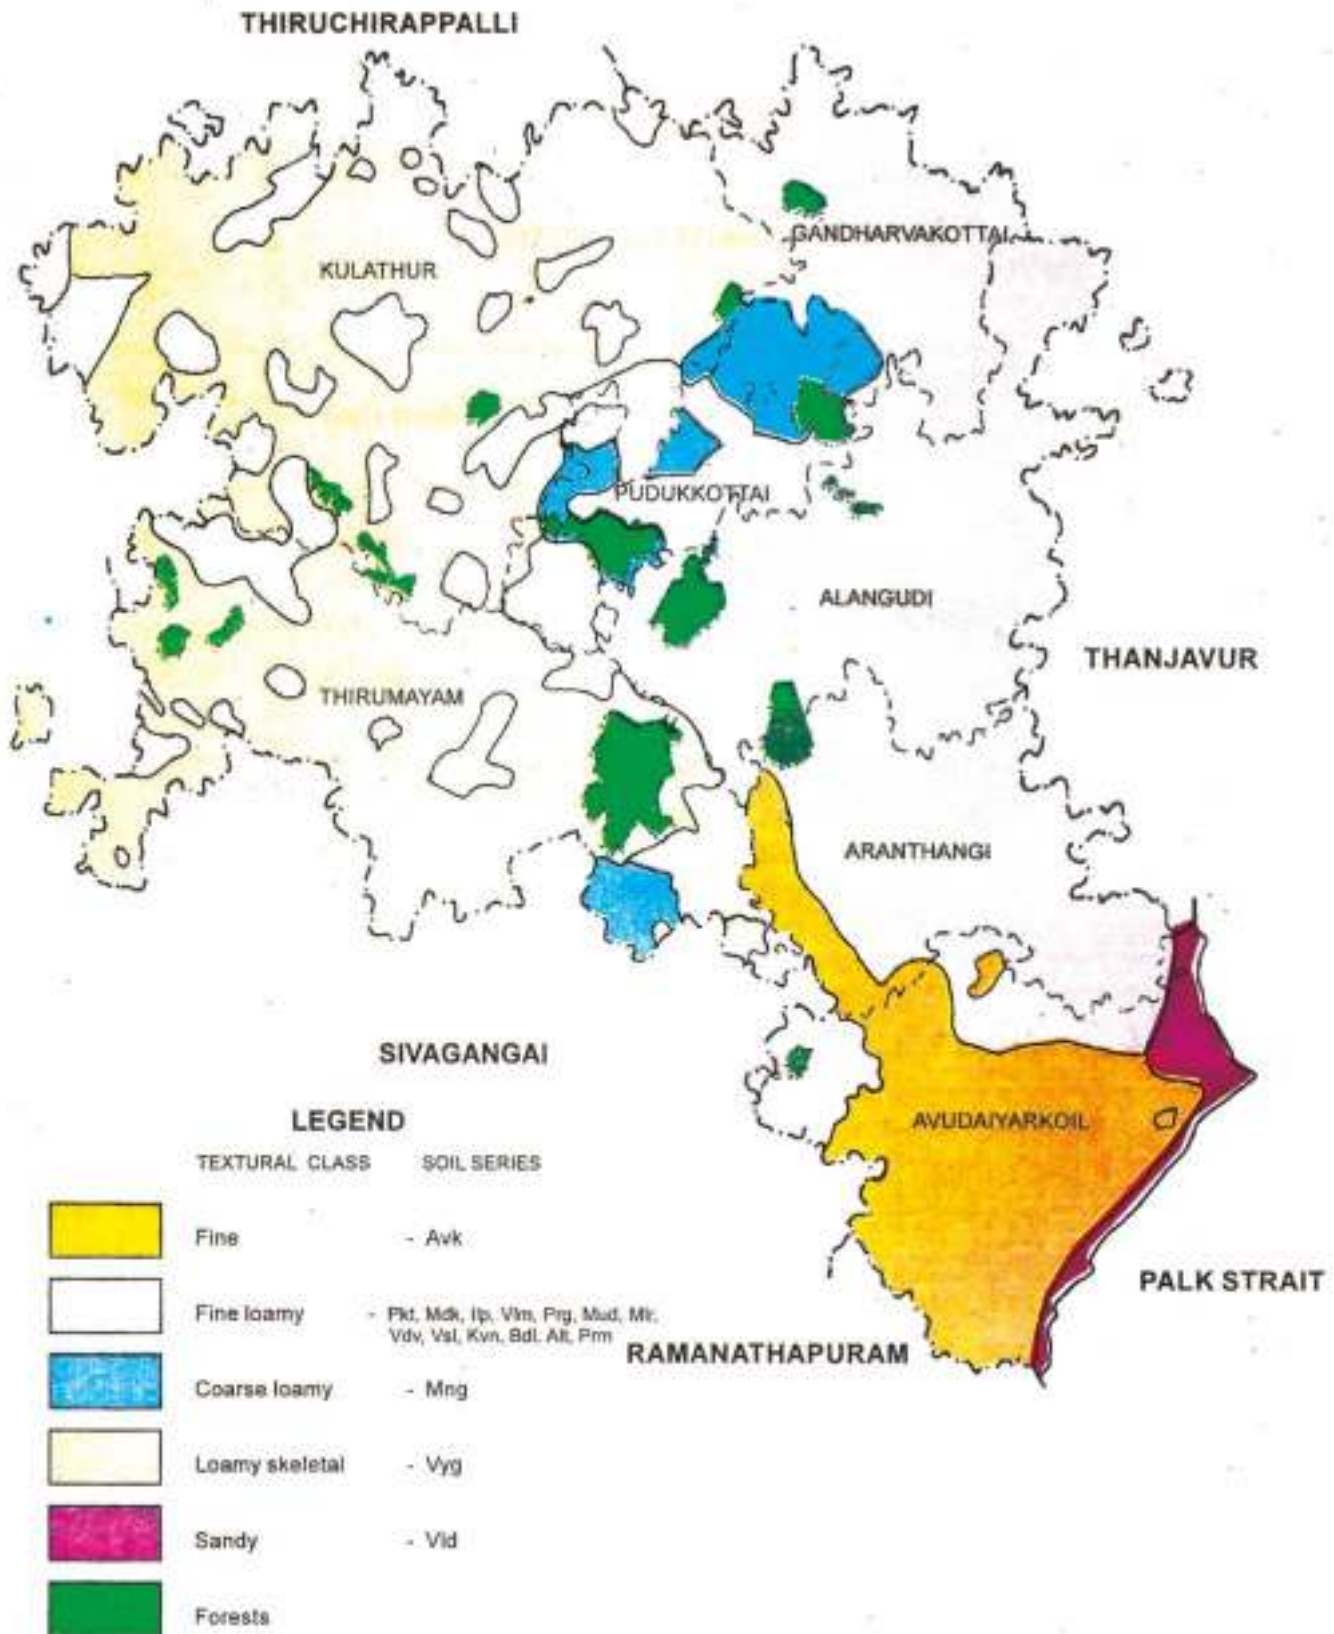 THIRUCHIRAPPALLI
GANDHARVAKOTTAI
KULATHUR
PUDUKKOTTAI
ALANGUDI
THANJAVUR
THIRUMAYAM
ARANTHANGI
SIVAGANGAI
AVUDAIYARKOIL
PALK STRAIT
RAMANATHAPURAM
LEGEND
TEXTURAL CLASS SOIL SERIES
Fine - Avk
Fine loamy - Pkt, Mdk, Ilp, Vlm, Prg, Mud, Mlr,
Vdv, Vsl, Kvn, Bdl. Alt, Prm
Coarse loamy - Mng
Loamy skeletal - Vyg
Sandy - Vld
Forests